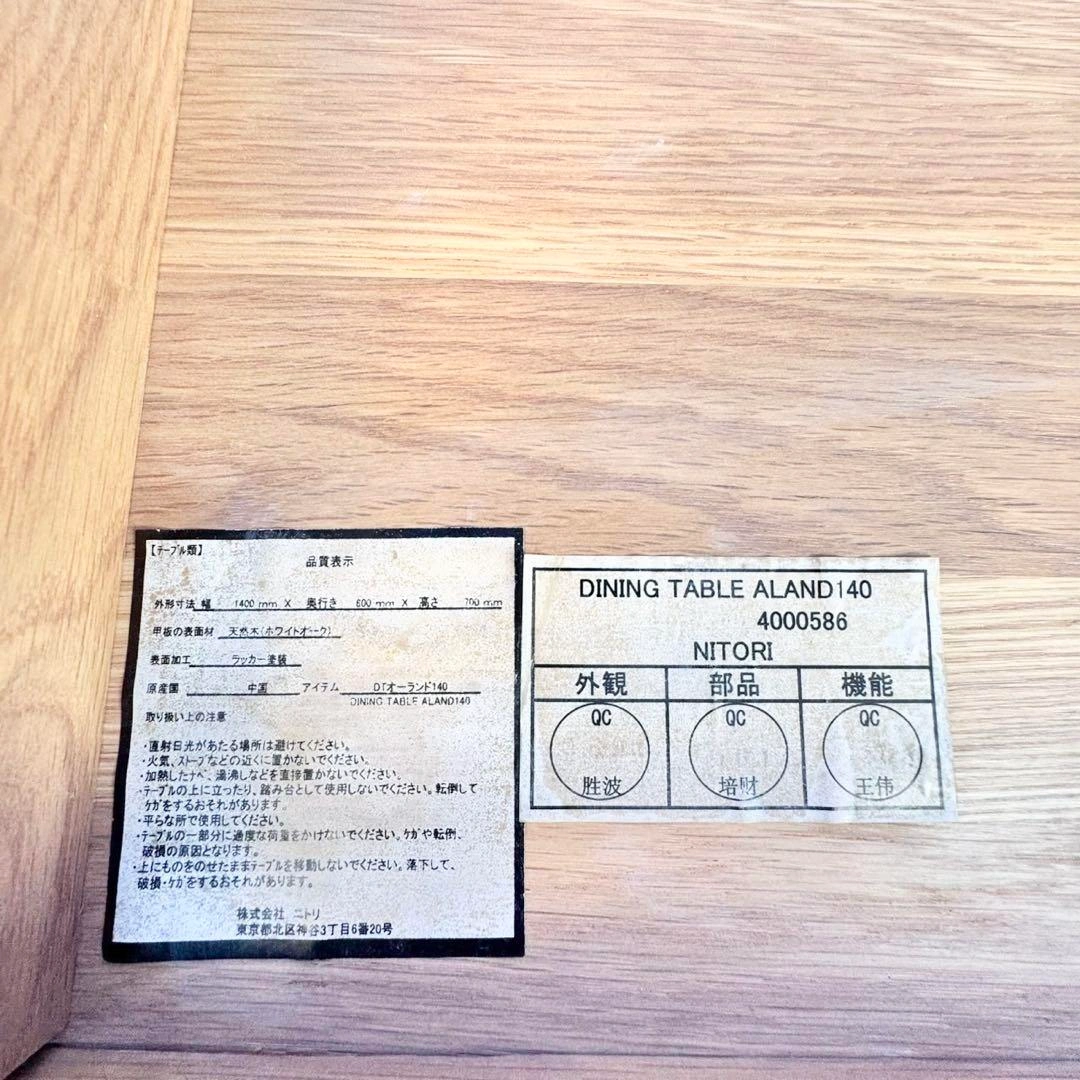 【テーブル類】
品質表示
外形寸法 幅 1400 mm X 奥行き 800 mm X 高さ 700 mm
甲板の表面材 天然木(ホワイトオーク)
表面加工 ラッカー塗装
原産国 中国 アイテム DTオーランド140
DINING TABLE ALAND140
取り扱い上の注意
・直射日光があたる場所は避けてください。
・火気、ストーブなどの近くに置かないでください。
・加熱したナベ、湯沸しなどを直接置かないでください。
・テーブルの上に立ったり、踏み台として使用しないでください。転倒して
ケガをするおそれがあります。
・平らな所で使用してください。
・テーブルの一部分に過度な荷重をかけないでください。ケガや転倒、
破損の原因となります。
・上にものをのせたままテーブルを移動しないでください。落下して、
破損・ケガをするおそれがあります。
株式会社 ニトリ
東京都北区神谷3丁目6番20号
DINING TABLE ALAND140
4000586
NITORI
外観 部品 機能
QC QC QC
胜波 培财 王伟